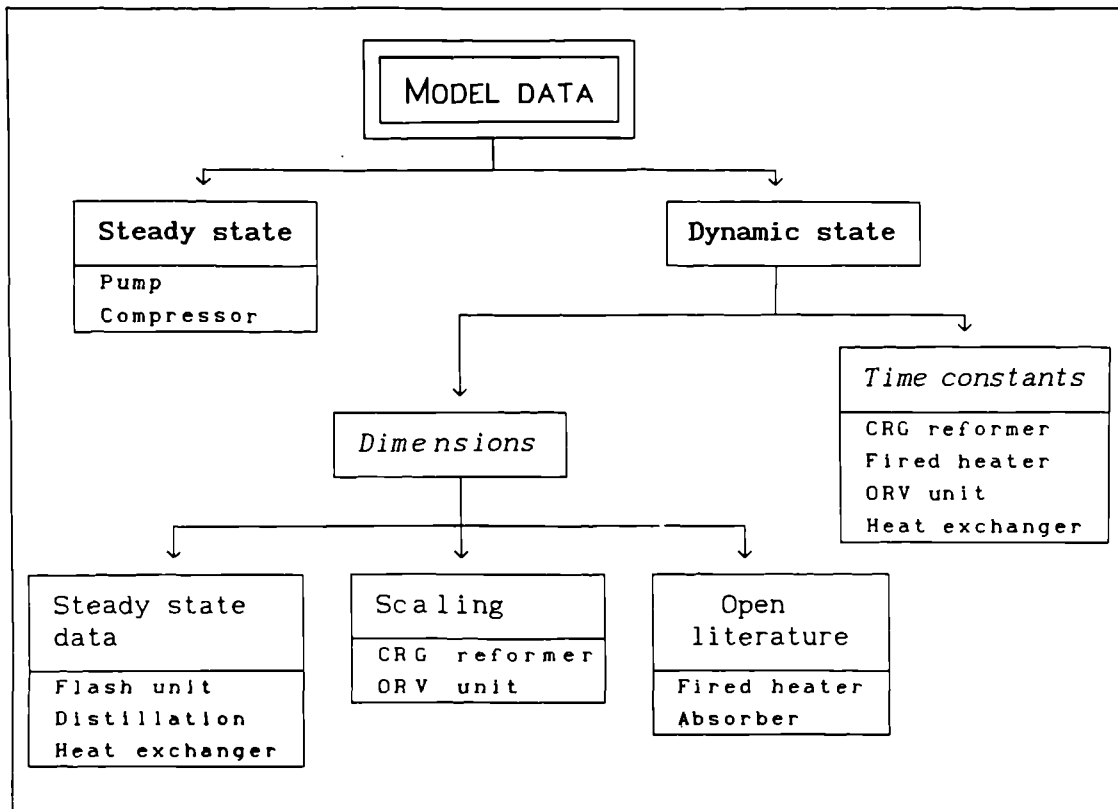 MODEL DATA
Steady state
Pump
Compressor
Dynamic state
Time constants
CRG reformer
Fired heater
ORV unit
Heat exchanger
Dimensions
Steady state
data
Flash unit
Distillation
Heat exchanger
Scaling
CRG reformer
ORV unit
Open
literature
Fired heater
Absorber